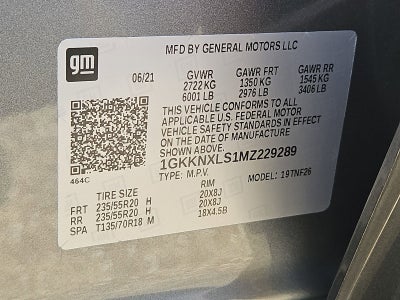 gm
MFD BY GENERAL MOTORS LLC
06/21 GVWR GAWR FRT GAWR RR
2722 KG 1350 KG 1545 KG
6001 LB 2976 LB 3406 LB
THIS VEHICLE CONFORMS TO ALL
APPLICABLE U.S. FEDERAL MOTOR
VEHICLE SAFETY STANDARDS IN EFFECT
ON THE DATE OF MANUFACTURE
SHOWN ABOVE.
464C 1GKKNXLS1MZ229289
TYPE: M.P.V. MODEL: 19TNF26
TIRE SIZE RIM
FRT 235/55R20 H 20X8J
RR 235/55R20 H 20X8J
SPA T135/70R18 M 18X4.5B